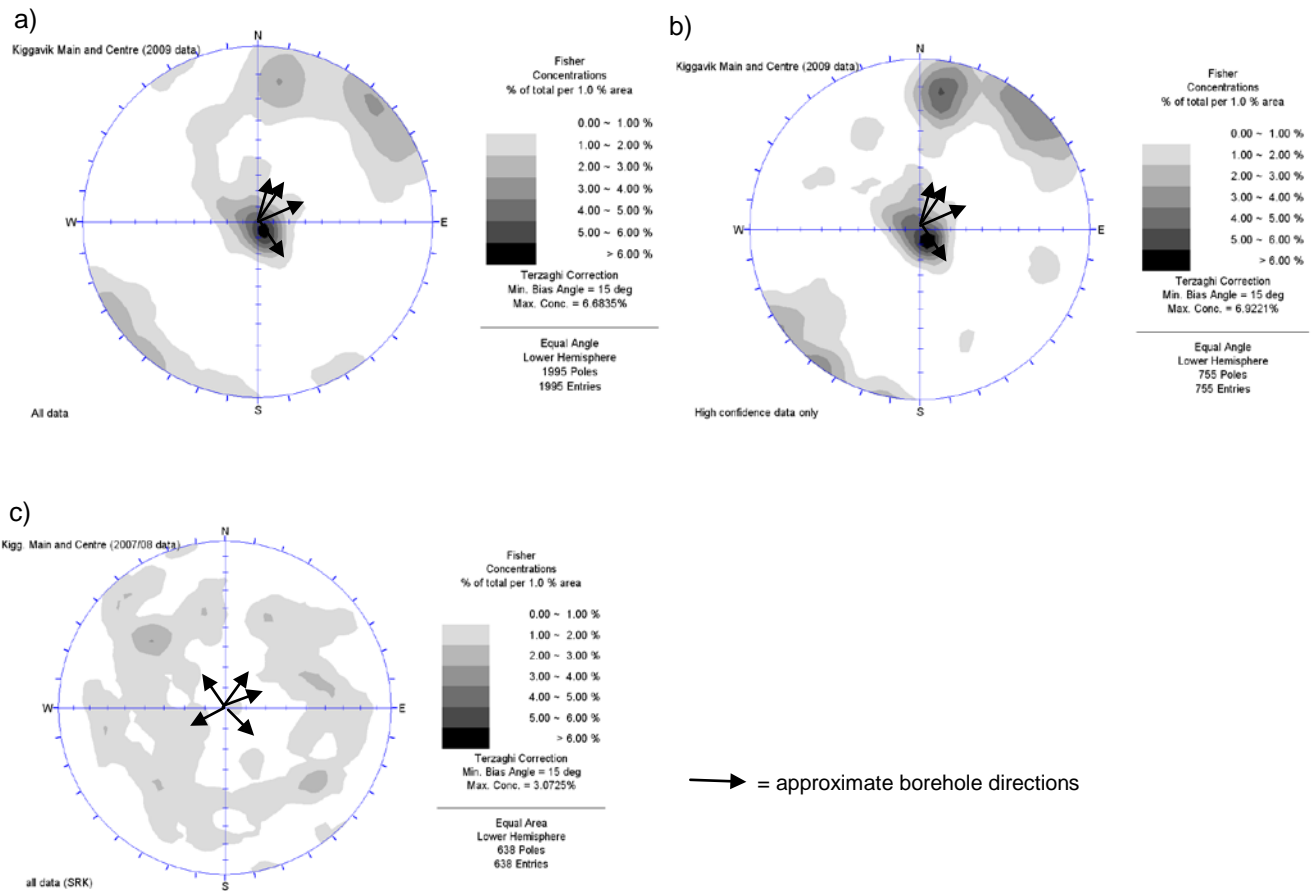 a)
Kiggavik Main and Centre (2009 data)
N
W
E
S
All data
Fisher
Concentrations
% of total per 1.0 % area
0.00 ~ 1.00 %
1.00 ~ 2.00 %
2.00 ~ 3.00 %
3.00 ~ 4.00 %
4.00 ~ 5.00 %
5.00 ~ 6.00 %
> 6.00 %
Terzaghi Correction
Min. Bias Angle = 15 deg
Max. Conc. = 6.6835%
Equal Angle
Lower Hemisphere
1995 Poles
1995 Entries
b)
Kiggavik Main and Centre (2009 data)
N
W
E
S
High confidence data only
Fisher
Concentrations
% of total per 1.0 % area
0.00 ~ 1.00 %
1.00 ~ 2.00 %
2.00 ~ 3.00 %
3.00 ~ 4.00 %
4.00 ~ 5.00 %
5.00 ~ 6.00 %
> 6.00 %
Terzaghi Correction
Min. Bias Angle = 15 deg
Max. Conc. = 6.9221%
Equal Angle
Lower Hemisphere
755 Poles
755 Entries
c)
Kigg. Main and Centre (2007/08 data)
N
W
E
S
all data (SRK)
Fisher
Concentrations
% of total per 1.0 % area
0.00 ~ 1.00 %
1.00 ~ 2.00 %
2.00 ~ 3.00 %
3.00 ~ 4.00 %
4.00 ~ 5.00 %
5.00 ~ 6.00 %
> 6.00 %
Terzaghi Correction
Min. Bias Angle = 15 deg
Max. Conc. = 3.0725%
Equal Area
Lower Hemisphere
638 Poles
638 Entries
= approximate borehole directions